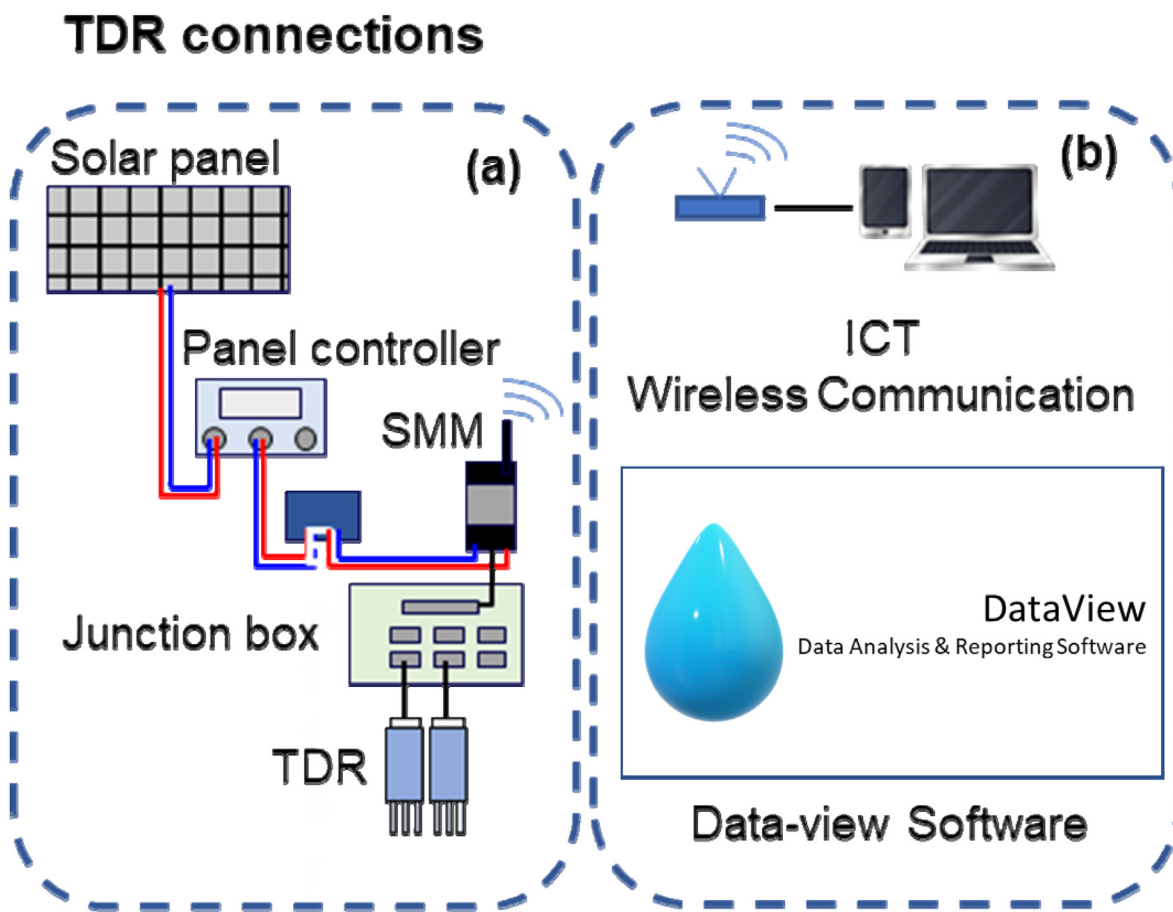 TDR connections
(a)
Solar panel
Panel controller
SMM
Junction box
TDR
(b)
ICT
Wireless Communication
DataView
Data Analysis & Reporting Software
Data-view Software